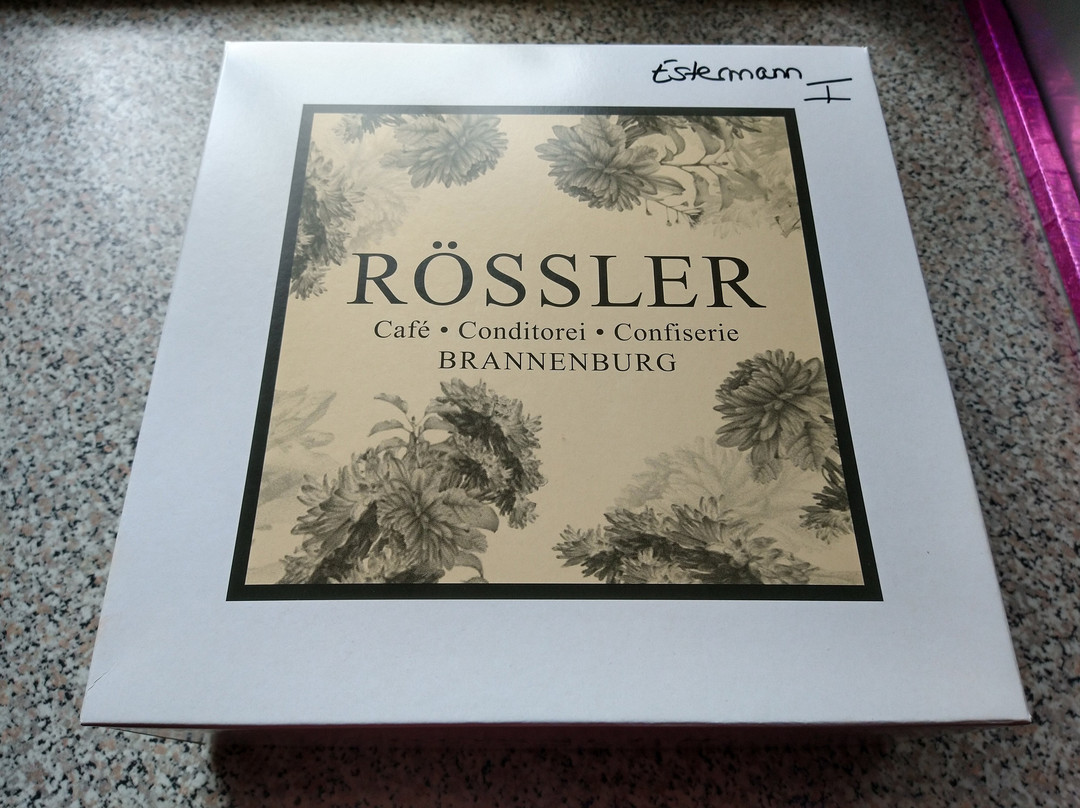 Estermann I
RÖSSLER
Café • Conditorei • Confiserie
BRANNENBURG